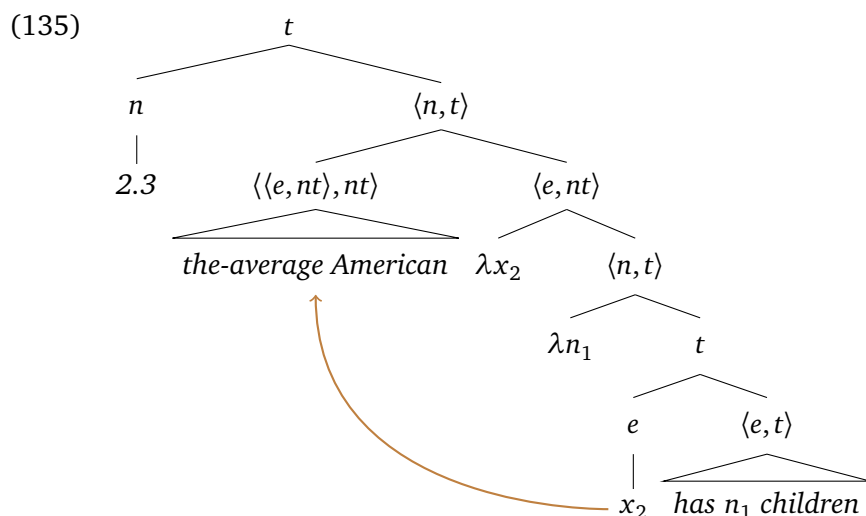 (135) t
n ⟨n, t⟩
2.3 ⟨⟨e, nt⟩, nt⟩ ⟨e, nt⟩
the-average American λx₂ ⟨n, t⟩
λn₁ t
e ⟨e, t⟩
x₂ has n₁ children